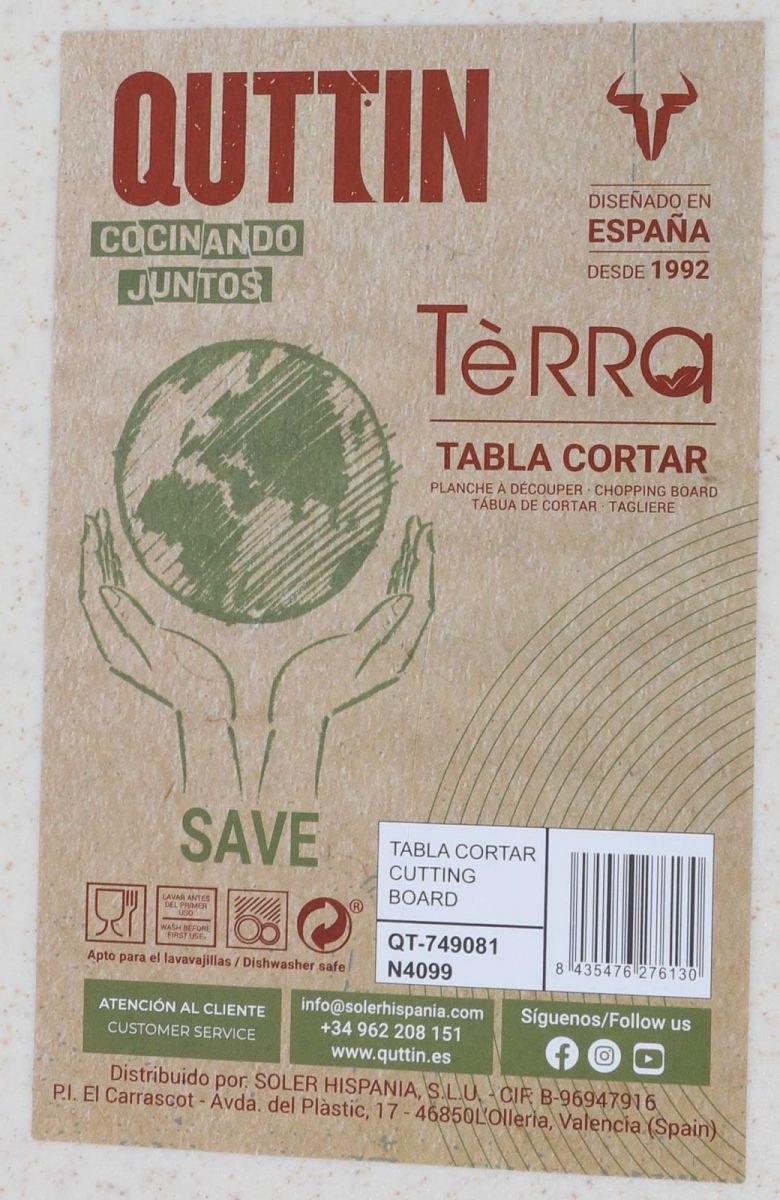 QUTTIN
COCINANDO
JUNTOS
DISEÑADO EN
ESPAÑA
DESDE 1992
TèRRa
TABLA CORTAR
PLANCHE À DÉCOUPER · CHOPPING BOARD
TÁBUA DE CORTAR · TAGLIERE
SAVE
LAVAR ANTES
DEL PRIMER
USO
WASH BEFORE
FIRST USE.
®
Apto para el lavavajillas / Dishwasher safe
TABLA CORTAR
CUTTING
BOARD
QT-749081
N4099
8 435476 276130
ATENCIÓN AL CLIENTE
CUSTOMER SERVICE
info@solerhispania.com
+34 962 208 151
www.quttin.es
Síguenos/Follow us
Distribuido por: SOLER HISPANIA, S.L.U. - CIF: B-96947916
P.I. El Carrascot - Avda. del Plàstic, 17 - 46850L'Olleria, Valencia (Spain)